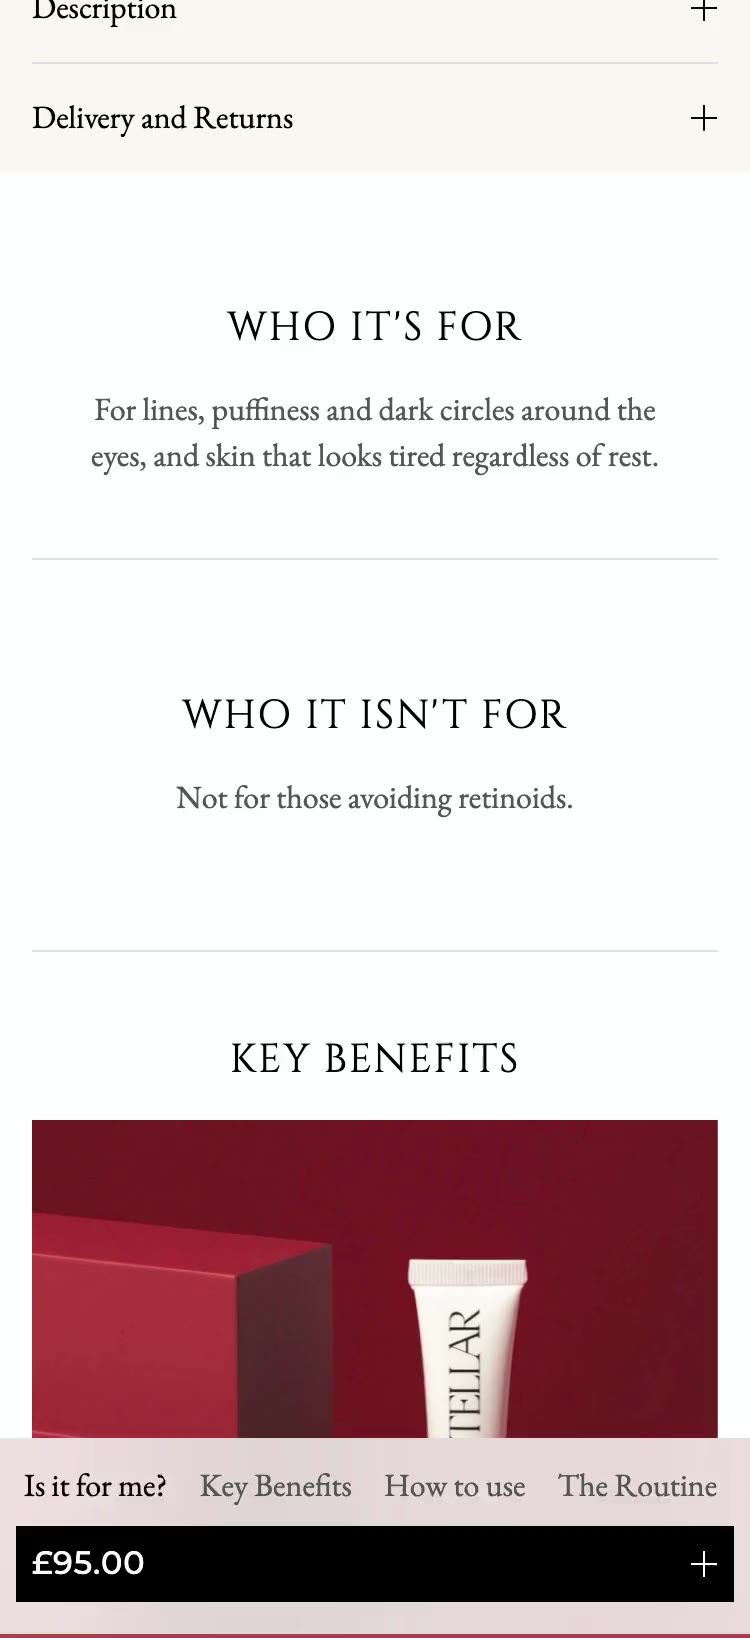 Description
Delivery and Returns
WHO IT'S FOR
For lines, puffiness and dark circles around the
eyes, and skin that looks tired regardless of rest.
WHO IT ISN'T FOR
Not for those avoiding retinoids.
KEY BENEFITS
TELLAR
Is it for me? Key Benefits How to use The Routine
£95.00